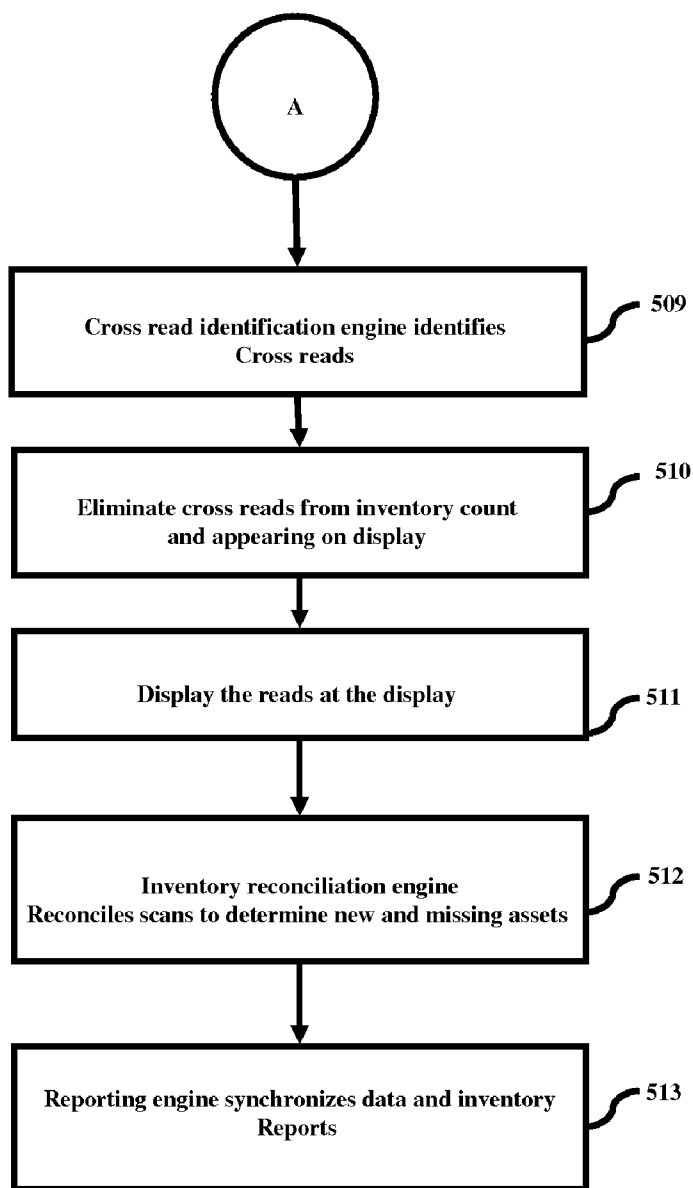 A
Cross read identification engine identifies
Cross reads
509
Eliminate cross reads from inventory count
and appearing on display
510
Display the reads at the display
511
Inventory reconciliation engine
Reconciles scans to determine new and missing assets
512
Reporting engine synchronizes data and inventory
Reports
513